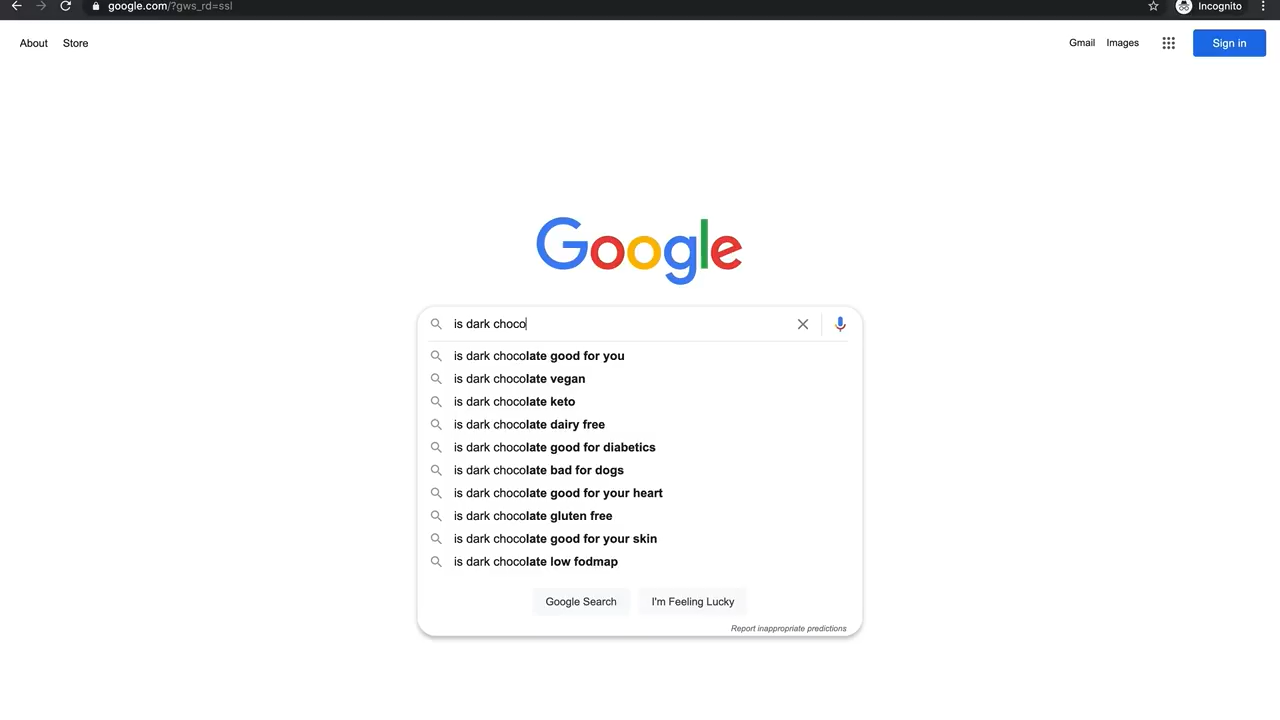 google.com/?gws_rd=ssl
Incognito
About Store
Gmail Images
Sign in
Google
is dark choco
is dark chocolate good for you
is dark chocolate vegan
is dark chocolate keto
is dark chocolate dairy free
is dark chocolate good for diabetics
is dark chocolate bad for dogs
is dark chocolate good for your heart
is dark chocolate gluten free
is dark chocolate good for your skin
is dark chocolate low fodmap
Google Search I'm Feeling Lucky
Report inappropriate predictions